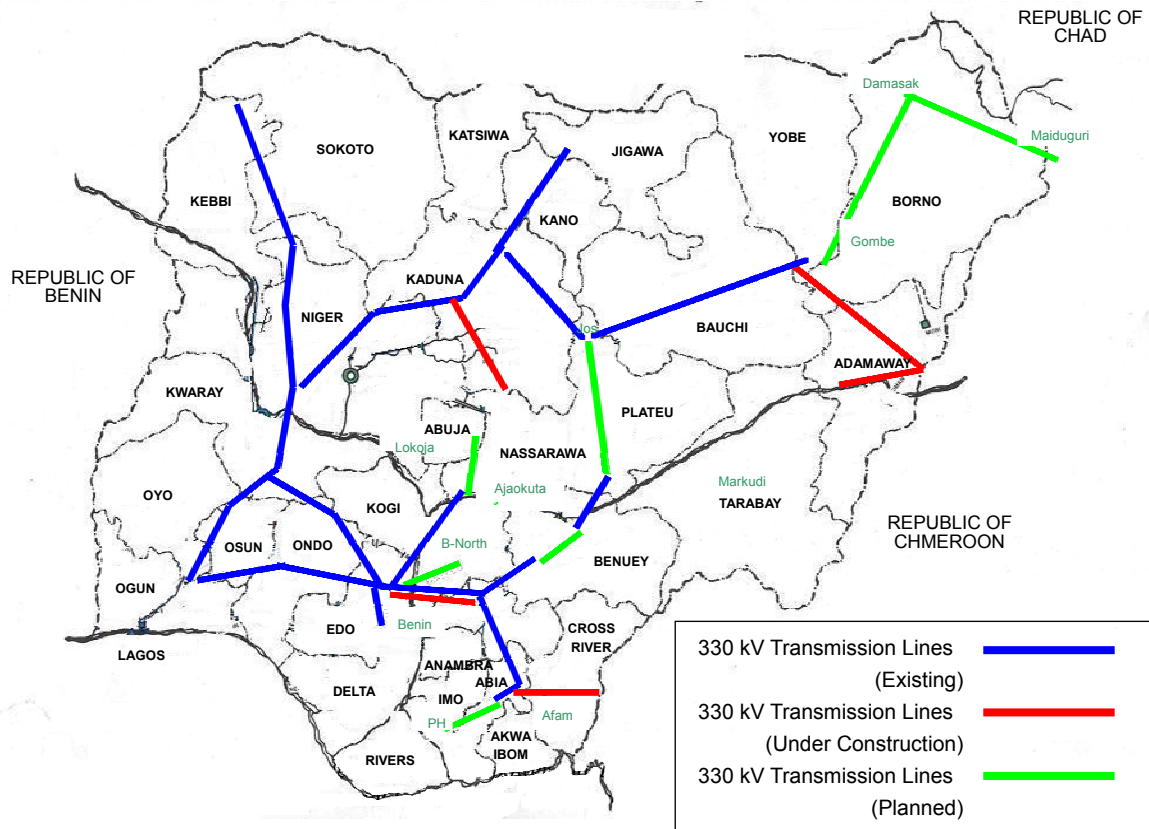 REPUBLIC OF
CHAD
Damasak
KATSIWA
YOBE
Maiduguri
SOKOTO
JIGAWA
KEBBI
BORNO
KANO
Gombe
REPUBLIC OF
BENIN
KADUNA
NIGER
Jos
BAUCHI
ADAMAWAY
KWARAY
PLATEU
ABUJA
Lokoja
NASSARAWA
Markudi
OYO
Ajaokuta
TARABAY
KOGI
REPUBLIC OF
CHMEROON
OSUN
ONDO
B-North
BENUEY
OGUN
EDO
Benin
CROSS
RIVER
LAGOS
ANAMBRA
ABIA
DELTA
IMO
Afam
PH
AKWA
IBOM
RIVERS
330 kV Transmission Lines
(Existing)
330 kV Transmission Lines
(Under Construction)
330 kV Transmission Lines
(Planned)